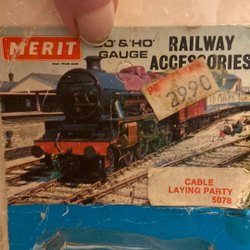 MERIT
'O' & 'HO'
GAUGE
RAILWAY
ACCESSORIES
2990
CABLE
LAYING PARTY
5078